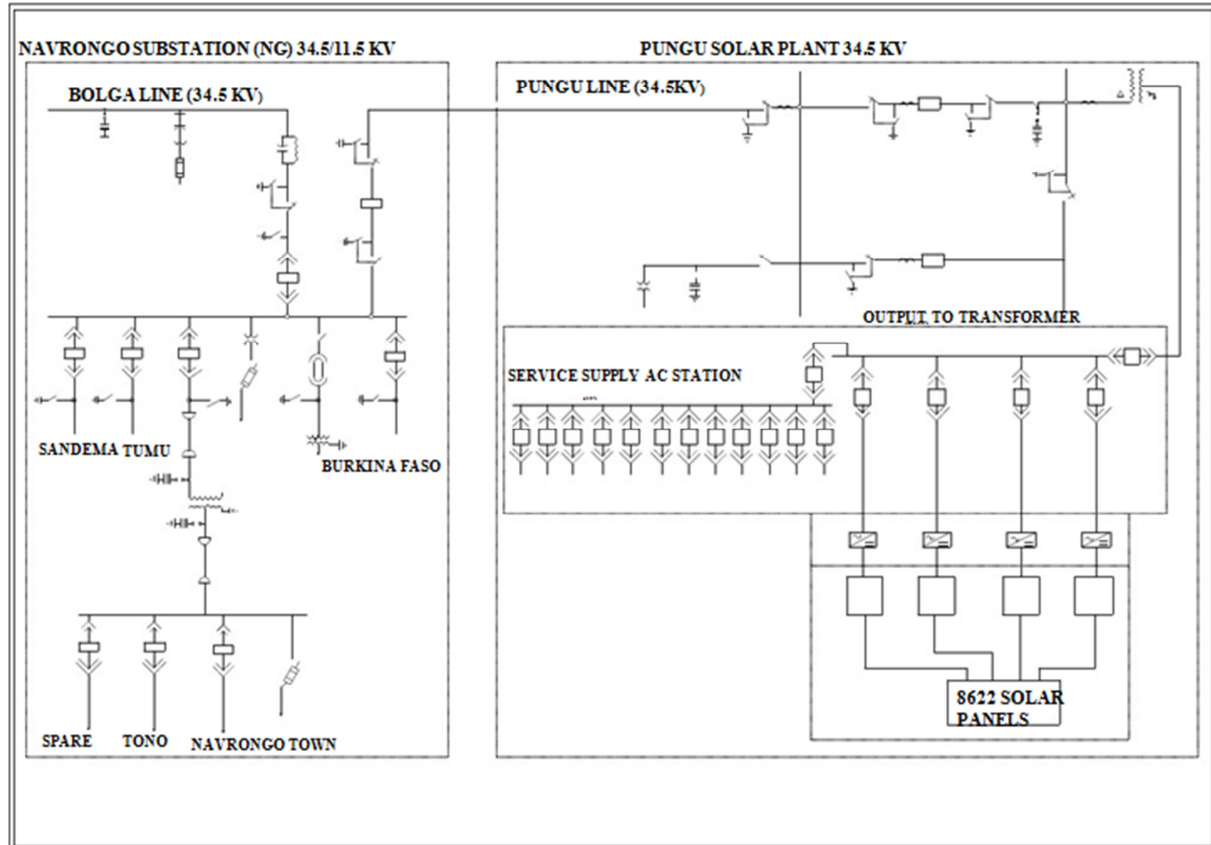 NAVRONGO SUBSTATION (NG) 34.5/11.5 KV
PUNGU SOLAR PLANT 34.5 KV
BOLGA LINE (34.5 KV)
PUNGU LINE (34.5KV)
OUTPUT TO TRANSFORMER
SERVICE SUPPLY AC STATION
SANDEMA TUMU
BURKINA FASO
8622 SOLAR
PANELS
SPARE
TONO
NAVRONGO TOWN